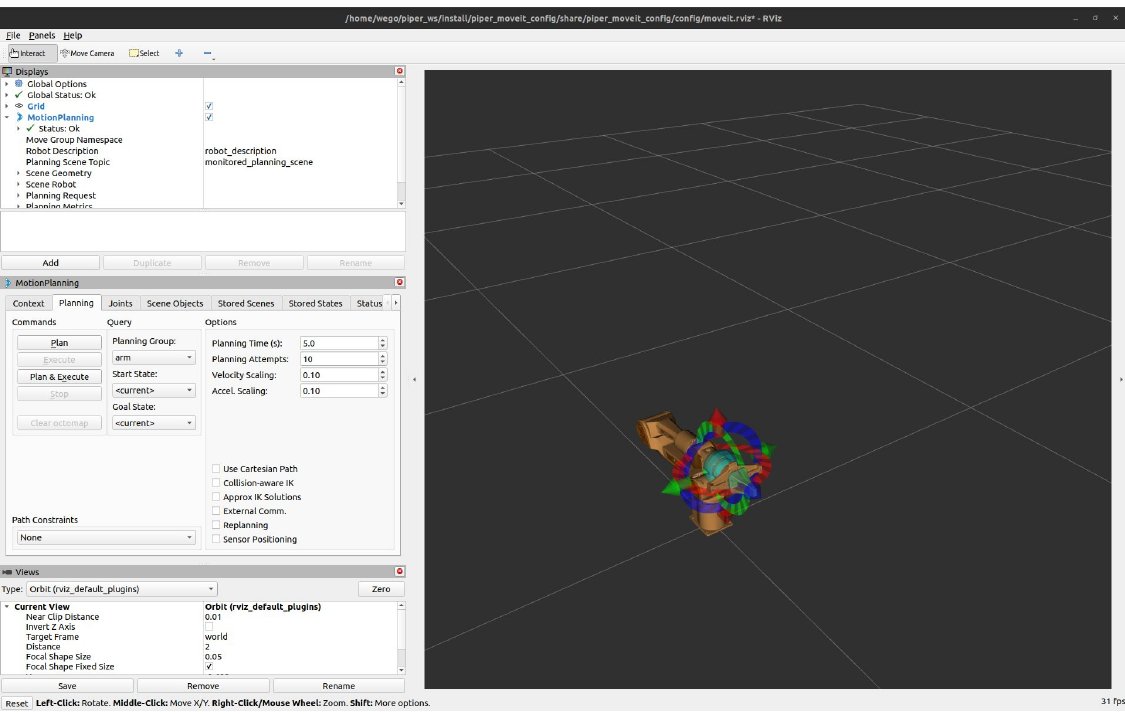 /home/wego/piper_ws/install/piper_moveit_config/share/piper_moveit_config/config/moveit.rviz* - RViz
File Panels Help
Interact Move Camera Select
Displays
Global Options
Global Status: Ok
Grid
MotionPlanning
Status: Ok
Move Group Namespace
Robot Description robot_description
Planning Scene Topic monitored_planning_scene
Scene Geometry
Scene Robot
Planning Request
Planning Metrics
Add Duplicate Remove Rename
MotionPlanning
Context Planning Joints Scene Objects Stored Scenes Stored States Status
Commands Query Options
Plan Planning Group: Planning Time (s): 5.0
Execute arm Planning Attempts: 10
Plan & Execute Start State: Velocity Scaling: 0.10
Stop <current> Accel. Scaling: 0.10
Goal State:
Clear octomap <current>
Use Cartesian Path
Collision-aware IK
Approx IK Solutions
External Comm.
Path Constraints Replanning
None Sensor Positioning
Views
Type: Orbit (rviz_default_plugins) Zero
Current View Orbit (rviz_default_plugins)
Near Clip Distance 0.01
Invert Z Axis
Target Frame world
Distance 2
Focal Shape Size 0.05
Focal Shape Fixed Size
Save Remove Rename
Reset Left-Click: Rotate. Middle-Click: Move X/Y. Right-Click/Mouse Wheel: Zoom. Shift: More options. 31 fps